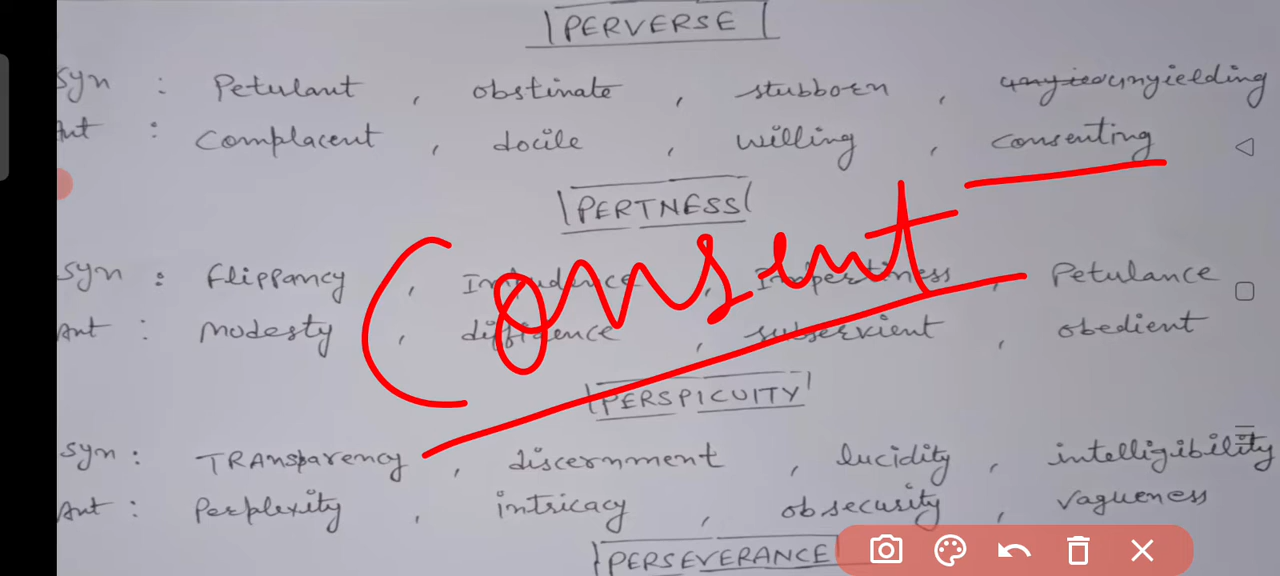 PERVERSE
Syn : Petulant , obstinate , stubborn , unyielding
Ant : Complacent , docile , willing , consenting
PERTNESS
Syn : Flippancy , Impudence , , Petulance
Ant : Modesty , diffidence , subservient , obedient
Consent
PERSPICUITY
Syn : TRANsparency , discernment , lucidity , intelligibility
Ant : Perplexity , intricacy , obsecurity , vagueness
PERSEVERANCE